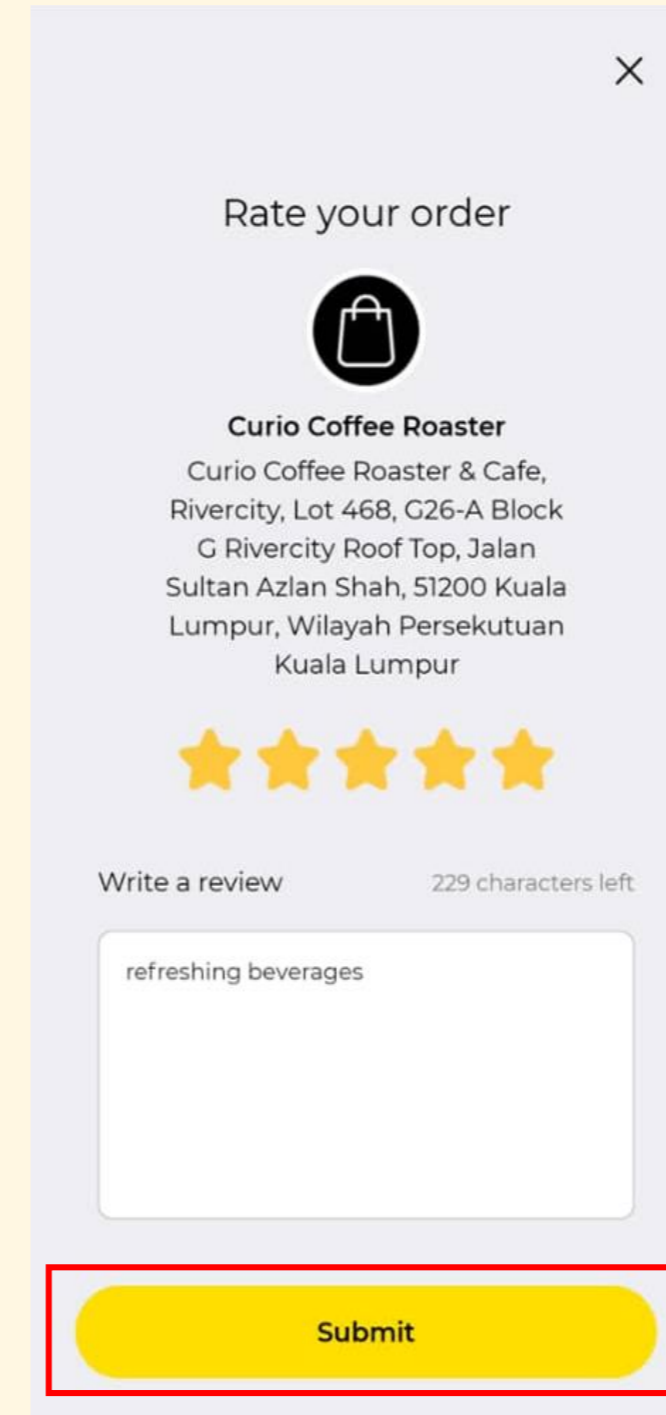 Rate your order
Curio Coffee Roaster
Curio Coffee Roaster & Cafe,
Rivercity, Lot 468, G26-A Block
G Rivercity Roof Top, Jalan
Sultan Azlan Shah, 51200 Kuala
Lumpur, Wilayah Persekutuan
Kuala Lumpur
Write a review 229 characters left
refreshing beverages
Submit